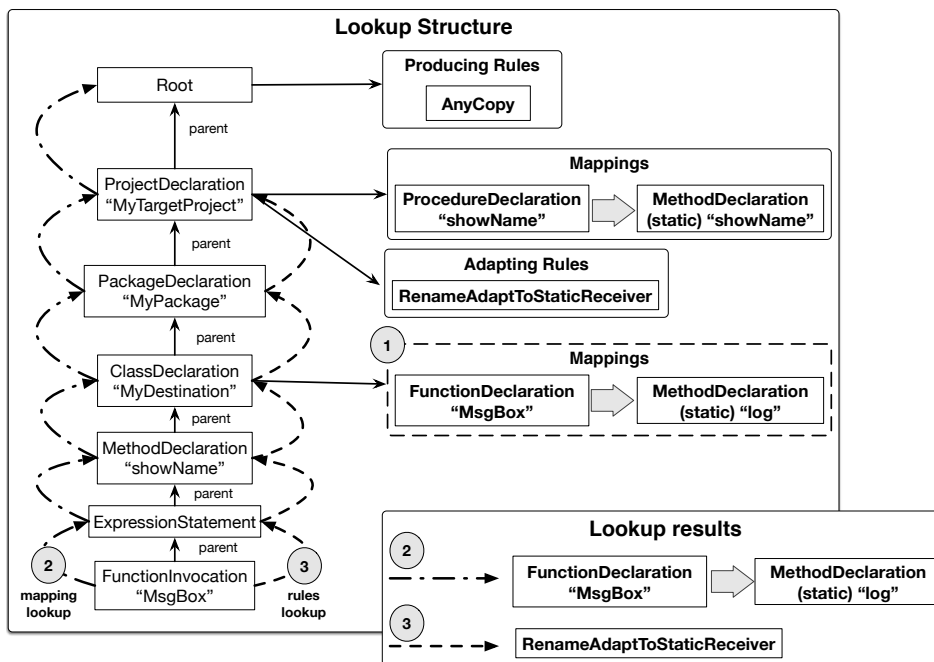 Lookup Structure
Root
Producing Rules
AnyCopy
parent
ProjectDeclaration
“MyTargetProject”
Mappings
ProcedureDeclaration
“showName”
MethodDeclaration
(static) “showName”
parent
Adapting Rules
RenameAdaptToStaticReceiver
PackageDeclaration
“MyPackage”
parent
1
Mappings
ClassDeclaration
“MyDestination”
FunctionDeclaration
“MsgBox”
MethodDeclaration
(static) “log”
parent
MethodDeclaration
“showName”
parent
ExpressionStatement
parent
2
mapping
lookup
FunctionInvocation
“MsgBox”
3
rules
lookup
Lookup results
2
FunctionDeclaration
“MsgBox”
MethodDeclaration
(static) “log”
3
RenameAdaptToStaticReceiver